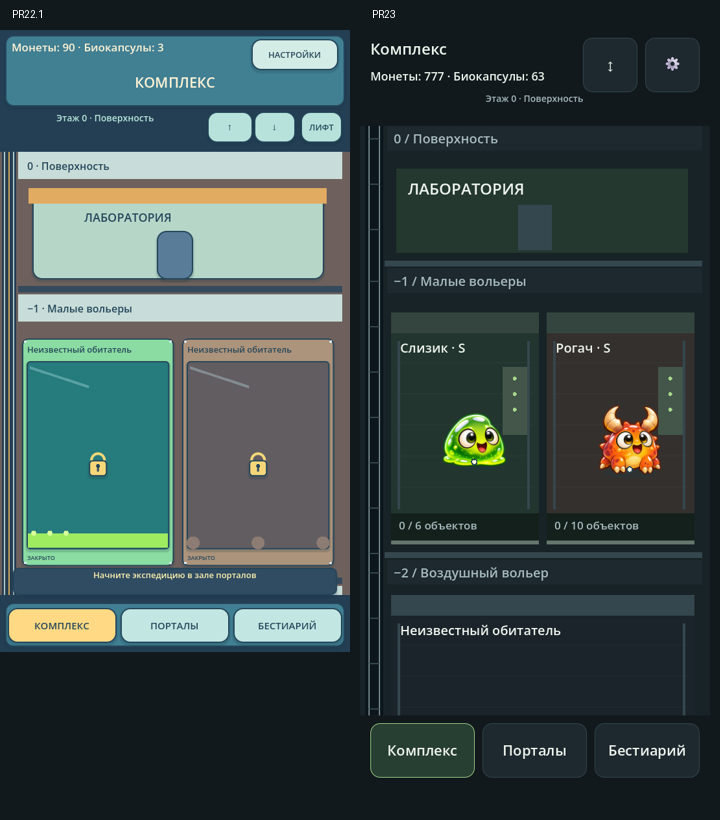 PR22.1
Монеты: 90 · Биокапсулы: 3
НАСТРОЙКИ
КОМПЛЕКС
Этаж 0 · Поверхность
↑
↓
ЛИФТ
0 · Поверхность
ЛАБОРАТОРИЯ
−1 · Малые вольеры
Неизвестный обитатель
Неизвестный обитатель
ЗАКРЫТО
ЗАКРЫТО
Начните экспедицию в зале порталов
КОМПЛЕКС
ПОРТАЛЫ
БЕСТИАРИЙ
PR23
Комплекс
Монеты: 777 · Биокапсулы: 63
↕
Этаж 0 · Поверхность
0 / Поверхность
ЛАБОРАТОРИЯ
−1 / Малые вольеры
Слизик · S
Рогач · S
0 / 6 объектов
0 / 10 объектов
−2 / Воздушный вольер
Неизвестный обитатель
Комплекс
Порталы
Бестиарий